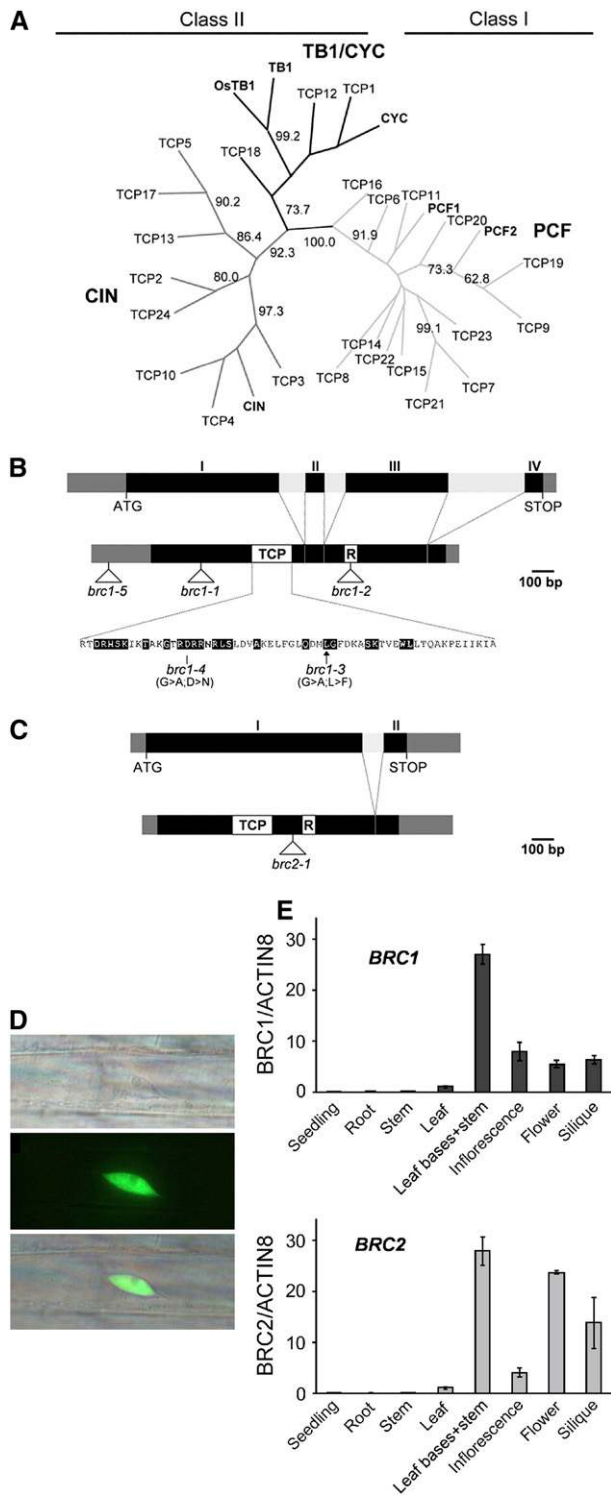 A
Class II
Class I
TB1/CYC
TB1
OsTB1
TCP12
TCP1
CYC
99.2
TCP5
TCP18
TCP16
TCP11
TCP6
PCF1
TCP20
PCF2
PCF
TCP17
90.2
73.7
91.9
TCP13
86.4
100.0
92.3
73.3
62.8
TCP19
CIN
TCP2
80.0
TCP24
97.3
99.1
TCP23
TCP9
TCP14
TCP22
TCP10
TCP3
TCP8
TCP15
TCP7
TCP4
CIN
TCP21
B
I
II
III
IV
ATG
STOP
TCP
R
100 bp
brc1-5
brc1-1
brc1-2
RTDRHSKIKTAKGTRDRRNRLSLDVAKELFGLQDMLGFDKASKTVEWLLTQAKPEIIKIA
brc1-4
(G>A;D>N)
brc1-3
(G>A;L>F)
C
I
II
ATG
STOP
TCP
R
100 bp
brc2-1
D
E
BRC1
BRC1/ACTIN8
30
20
10
0
Seedling
Root
Stem
Leaf
Leaf bases+stem
Inflorescence
Flower
Silique
BRC2
BRC2/ACTIN8
30
20
10
0
Seedling
Root
Stem
Leaf
Leaf bases+stem
Inflorescence
Flower
Silique